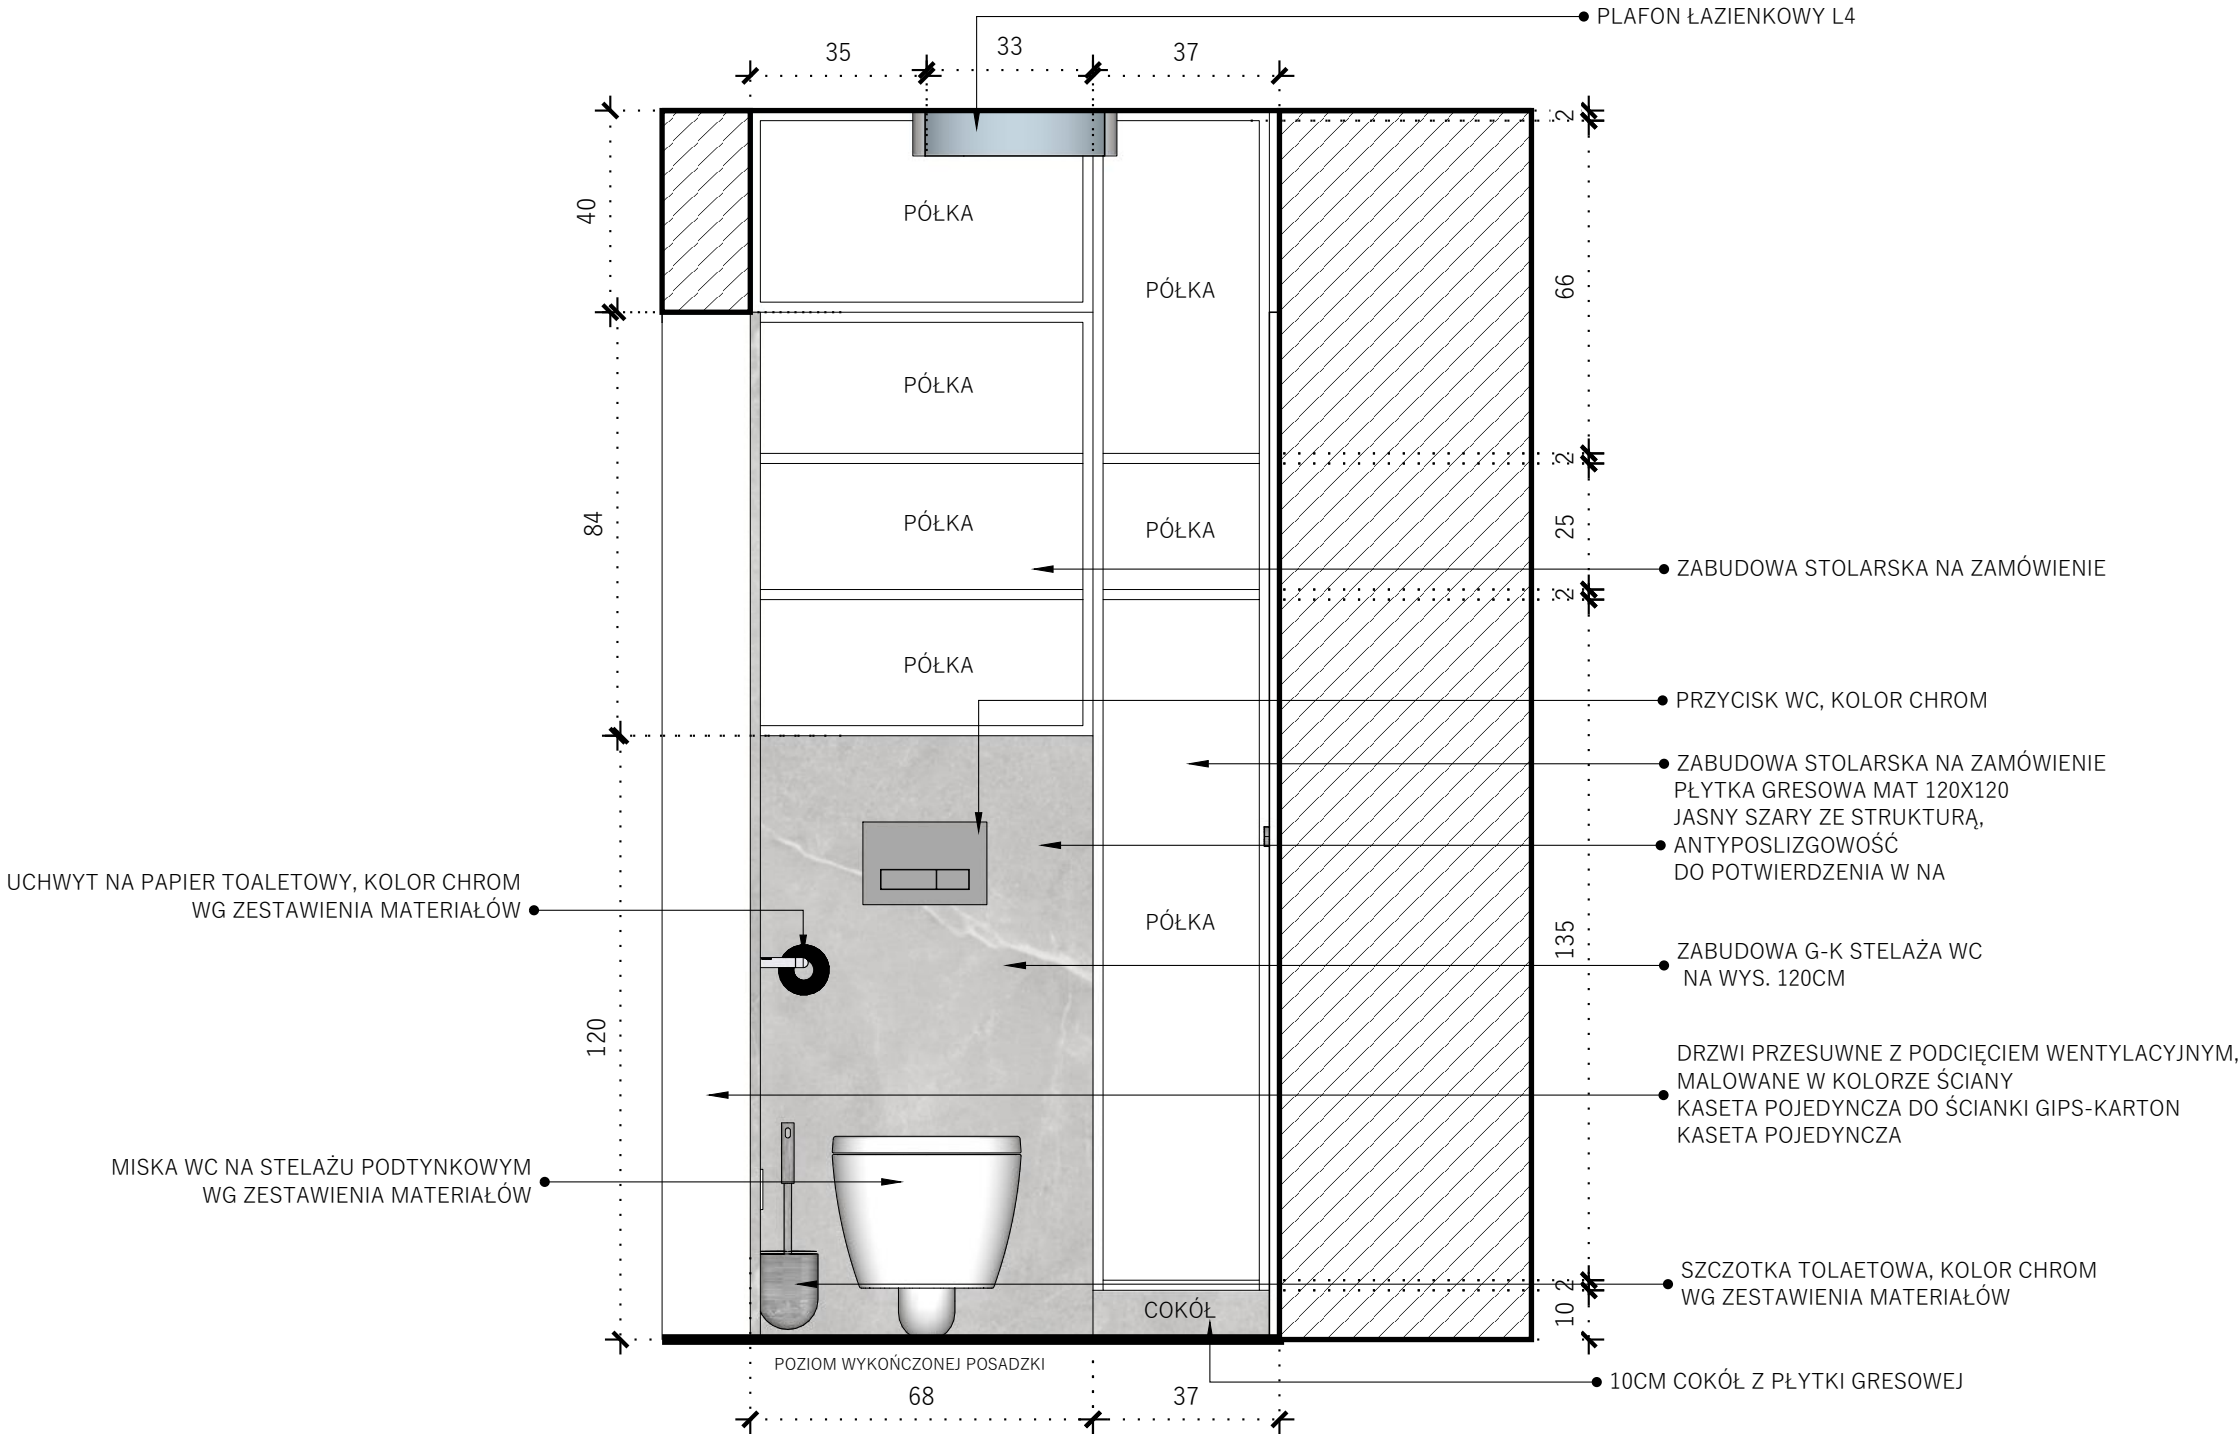 PLAFON ŁAZIENKOWY L4
35
33
37
2
40
PÓŁKA
PÓŁKA
66
PÓŁKA
2
84
PÓŁKA
PÓŁKA
25
ZABUDOWA STOLARSKA NA ZAMÓWIENIE
2
PÓŁKA
PRZYCISK WC, KOLOR CHROM
ZABUDOWA STOLARSKA NA ZAMÓWIENIE
PŁYTKA GRESOWA MAT 120X120
JASNY SZARY ZE STRUKTURĄ,
ANTYPOSLIZGOWOŚĆ
DO POTWIERDZENIA W NA
UCHWYT NA PAPIER TOALETOWY, KOLOR CHROM
WG ZESTAWIENIA MATERIAŁÓW
PÓŁKA
135
ZABUDOWA G-K STELAŻA WC
NA WYS. 120CM
120
DRZWI PRZESUWNE Z PODCIĘCIEM WENTYLACYJNYM,
MALOWANE W KOLORZE ŚCIANY
KASETA POJEDYNCZA DO ŚCIANKI GIPS-KARTON
KASETA POJEDYNCZA
MISKA WC NA STELAŻU PODTYNKOWYM
WG ZESTAWIENIA MATERIAŁÓW
SZCZOTKA TOLAETOWA, KOLOR CHROM
WG ZESTAWIENIA MATERIAŁÓW
2
COKÓŁ
10
POZIOM WYKOŃCZONEJ POSADZKI
10CM COKÓŁ Z PŁYTKI GRESOWEJ
68
37